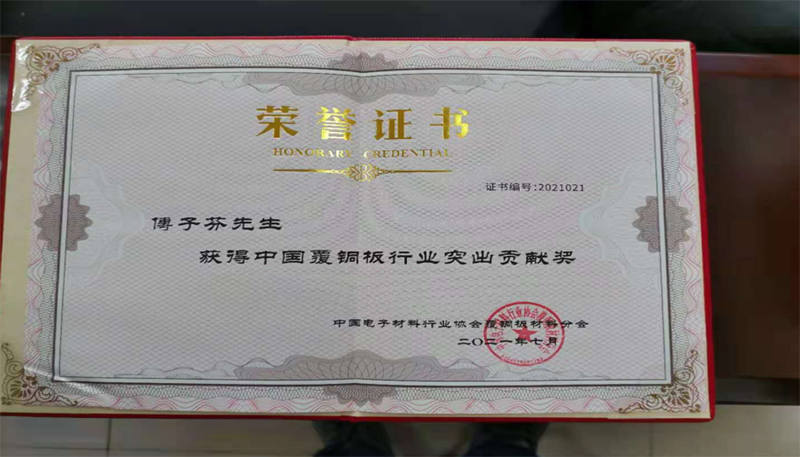 荣誉证书
HONORARY CREDENTIAL
证书编号:2021021
傅子芬先生
获得中国覆铜板行业突出贡献奖
中国电子材料行业协会覆铜板材料分会
二〇二一年七月